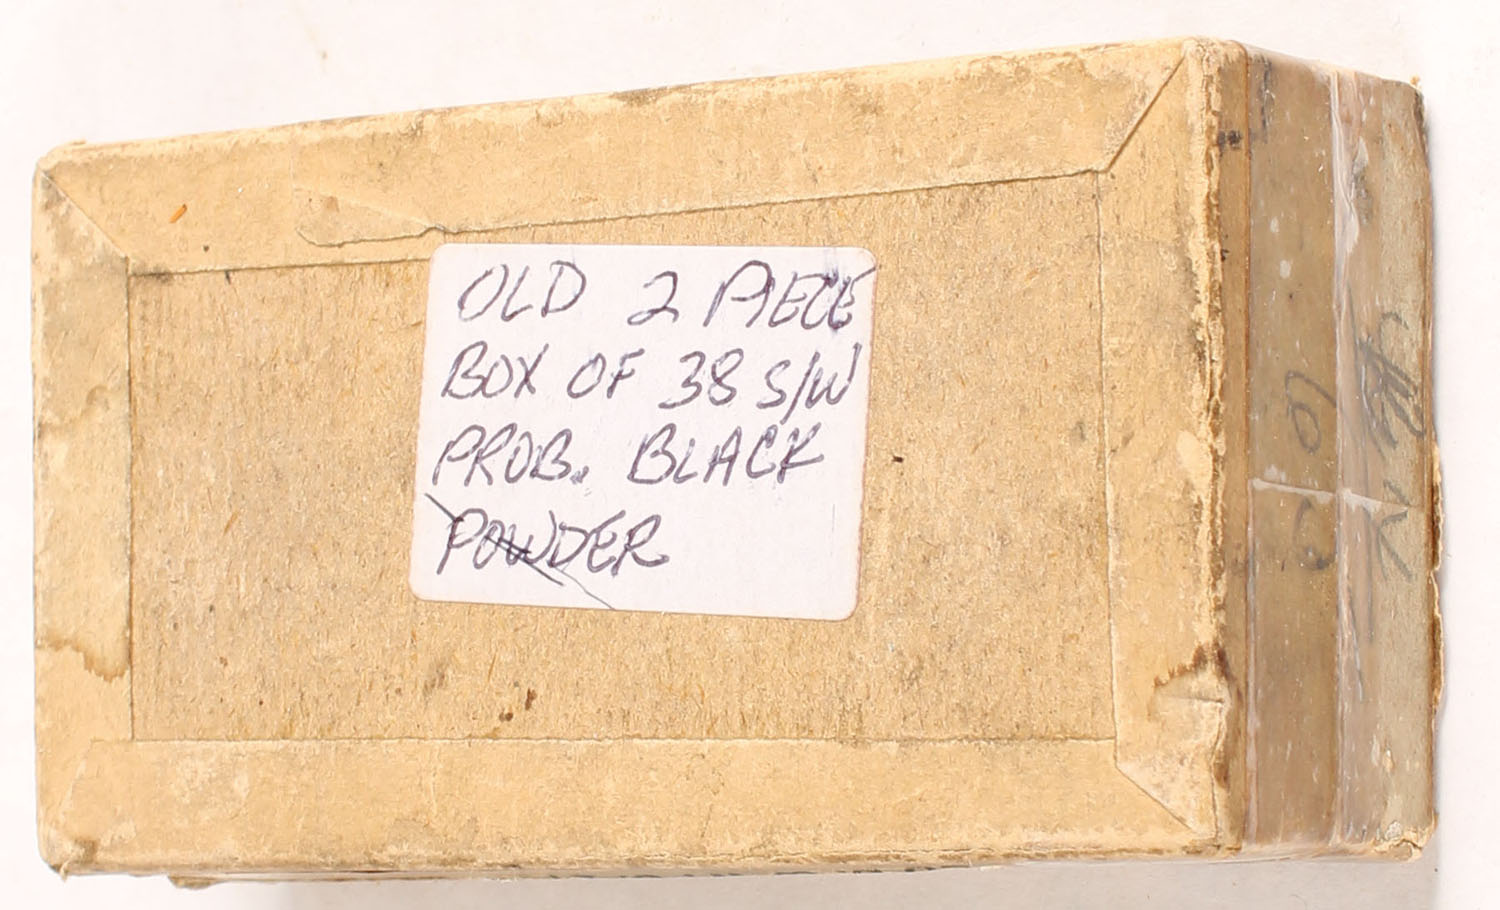 OLD 2 PIECE
BOX OF 38 S/W
PROB. BLACK
POWDER